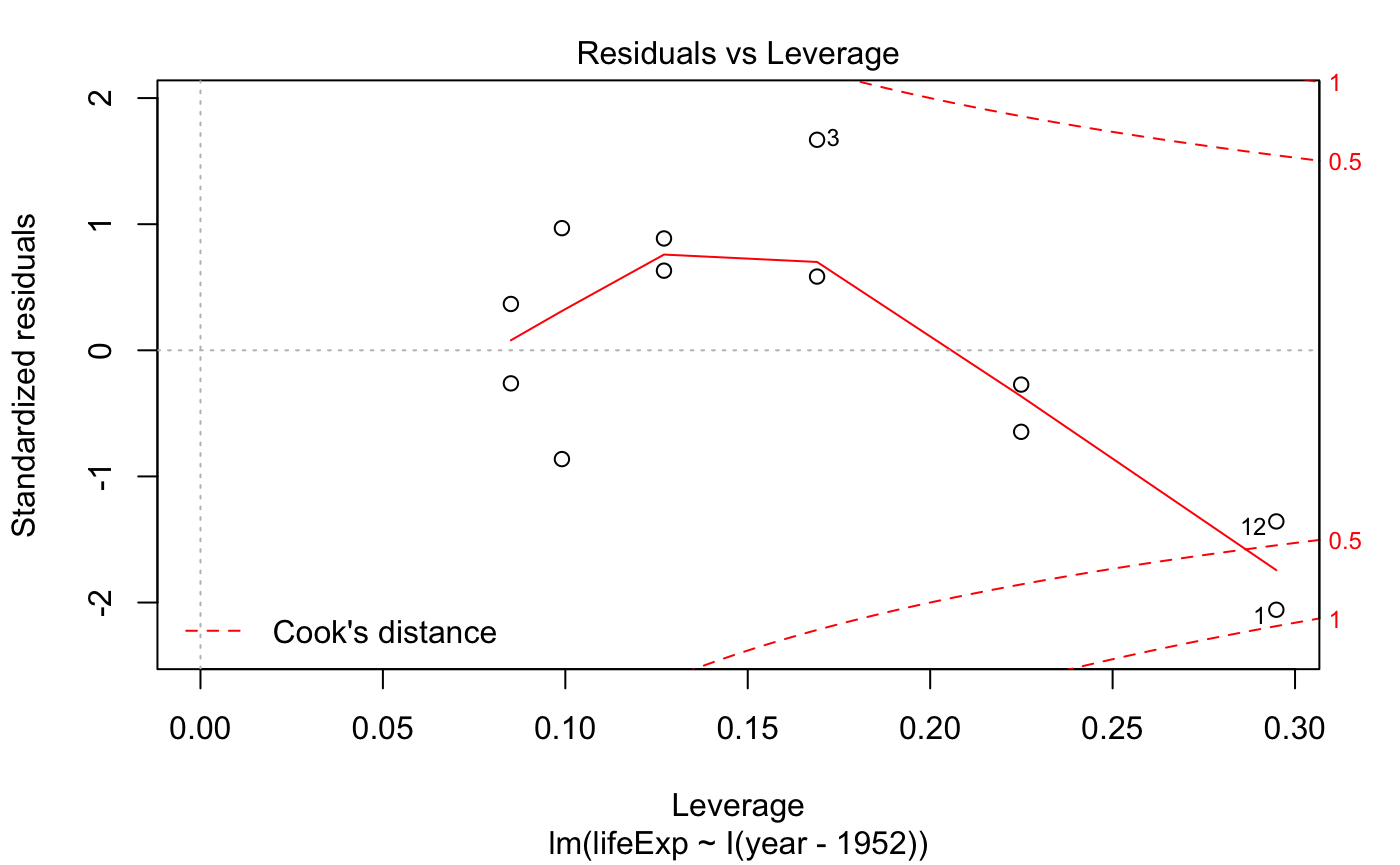 Residuals vs Leverage
Standardized residuals
2
1
0
-1
-2
1
0.5
0.5
1
3
12
1
Cook's distance
0.00 0.05 0.10 0.15 0.20 0.25 0.30
Leverage
lm(lifeExp ~ I(year - 1952))